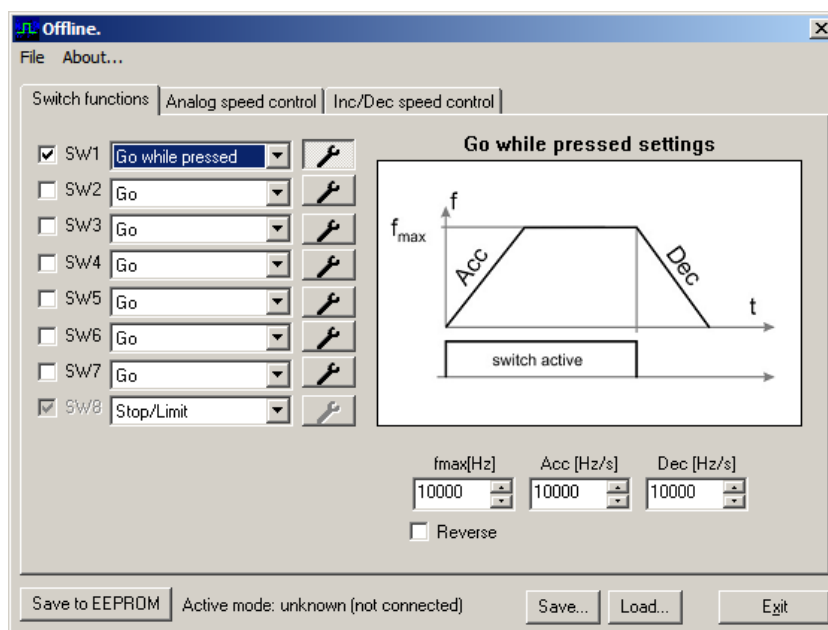 Offline.
File About...
Switch functions Analog speed control Inc/Dec speed control
Go while pressed settings
SW1 Go while pressed
SW2 Go
SW3 Go
SW4 Go
SW5 Go
SW6 Go
SW7 Go
SW8 Stop/Limit
f
fmax
Acc
Dec
t
switch active
fmax[Hz] Acc [Hz/s] Dec [Hz/s]
10000 10000 10000
Reverse
Save to EEPROM Active mode: unknown (not connected) Save... Load... Exit